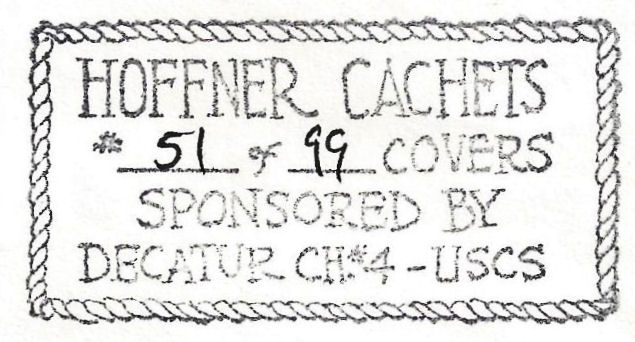 HOFFNER CACHETS
# 51 of 99 COVERS
SPONSORED BY
DECATUR CH#4-USCS